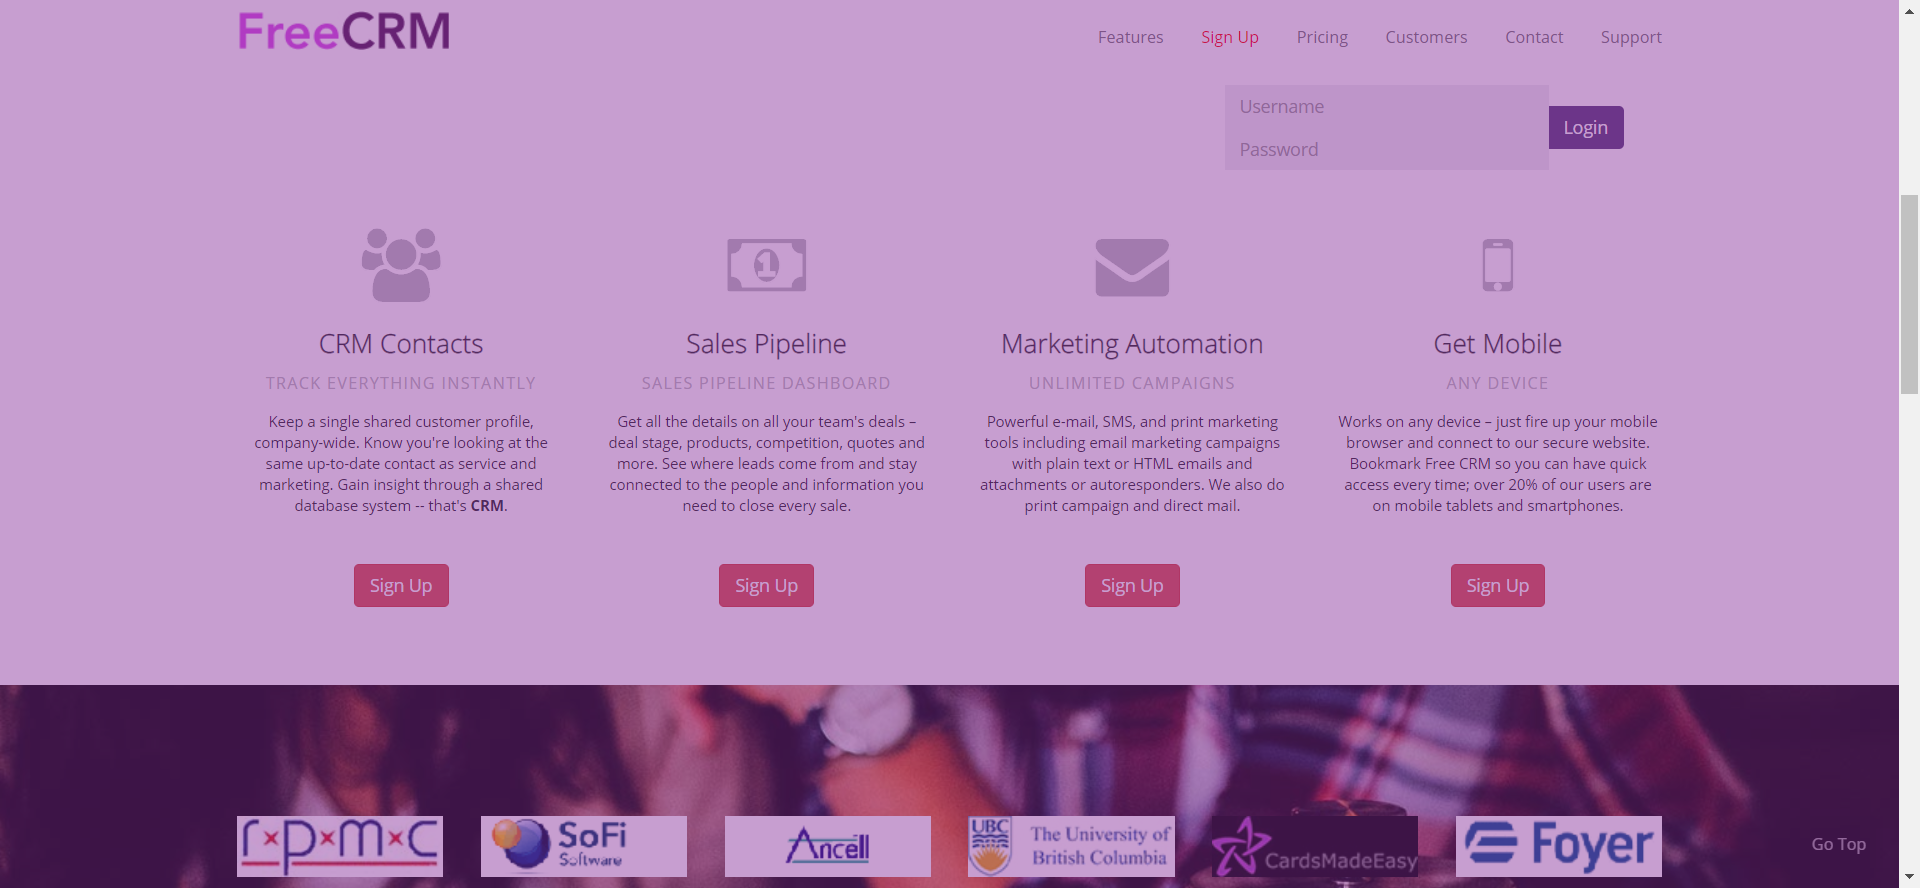 FreeCRM
Features Sign Up Pricing Customers Contact Support
Username
Login
Password
1
CRM Contacts
TRACK EVERYTHING INSTANTLY
Keep a single shared customer profile,
company-wide. Know you're looking at the
same up-to-date contact as service and
marketing. Gain insight through a shared
database system -- that's CRM.
Sign Up
Sales Pipeline
SALES PIPELINE DASHBOARD
Get all the details on all your team's deals –
deal stage, products, competition, quotes and
more. See where leads come from and stay
connected to the people and information you
need to close every sale.
Sign Up
Marketing Automation
UNLIMITED CAMPAIGNS
Powerful e-mail, SMS, and print marketing
tools including email marketing campaigns
with plain text or HTML emails and
attachments or autoresponders. We also do
print campaign and direct mail.
Sign Up
Get Mobile
ANY DEVICE
Works on any device – just fire up your mobile
browser and connect to our secure website.
Bookmark Free CRM so you can have quick
access every time; over 20% of our users are
on mobile tablets and smartphones.
Sign Up
r×p×m×c
SoFi
Software
Ancell
UBC
The University of
British Columbia
CardsMadeEasy
Foyer
Go Top